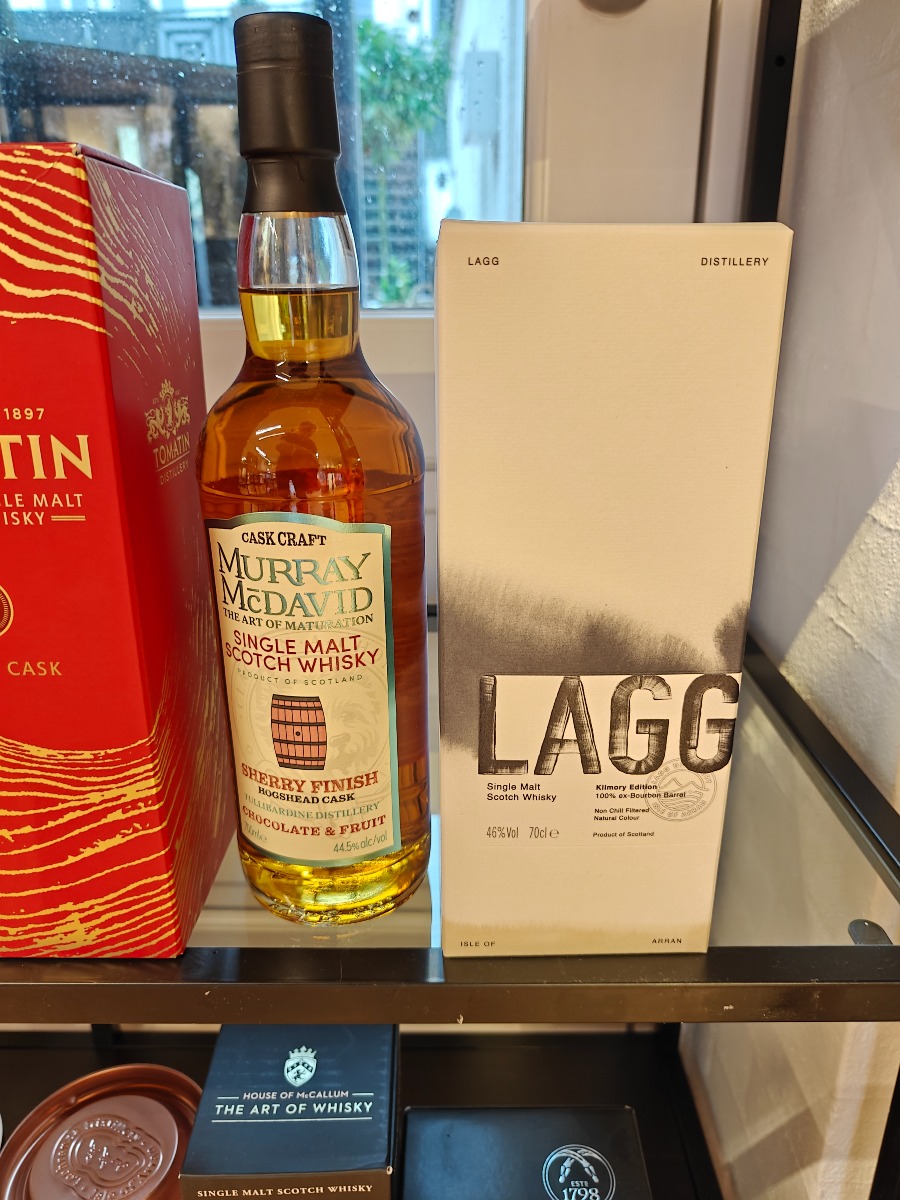 1897
TIN
LE MALT
ISKY
CASK
TOMATIN
DISTILLERY
CASK CRAFT
MURRAY
McDAVID
THE ART OF MATURATION
SINGLE MALT
SCOTCH WHISKY
PRODUCT OF SCOTLAND
SHERRY FINISH
HOGSHEAD CASK
TULLIBARDINE DISTILLERY
CHOCOLATE & FRUIT
44.5% alc/vol
LAGG DISTILLERY
LAGG
Single Malt
Scotch Whisky
46%Vol 70cl e
Kilmory Edition
100% ex-Bourbon Barrel
Non Chill Filtered
Natural Colour
Product of Scotland
ISLE OF ARRAN
HOUSE OF McCALLUM
THE ART OF WHISKY
SINGLE MALT SCOTCH WHISKY
ESTD
1798